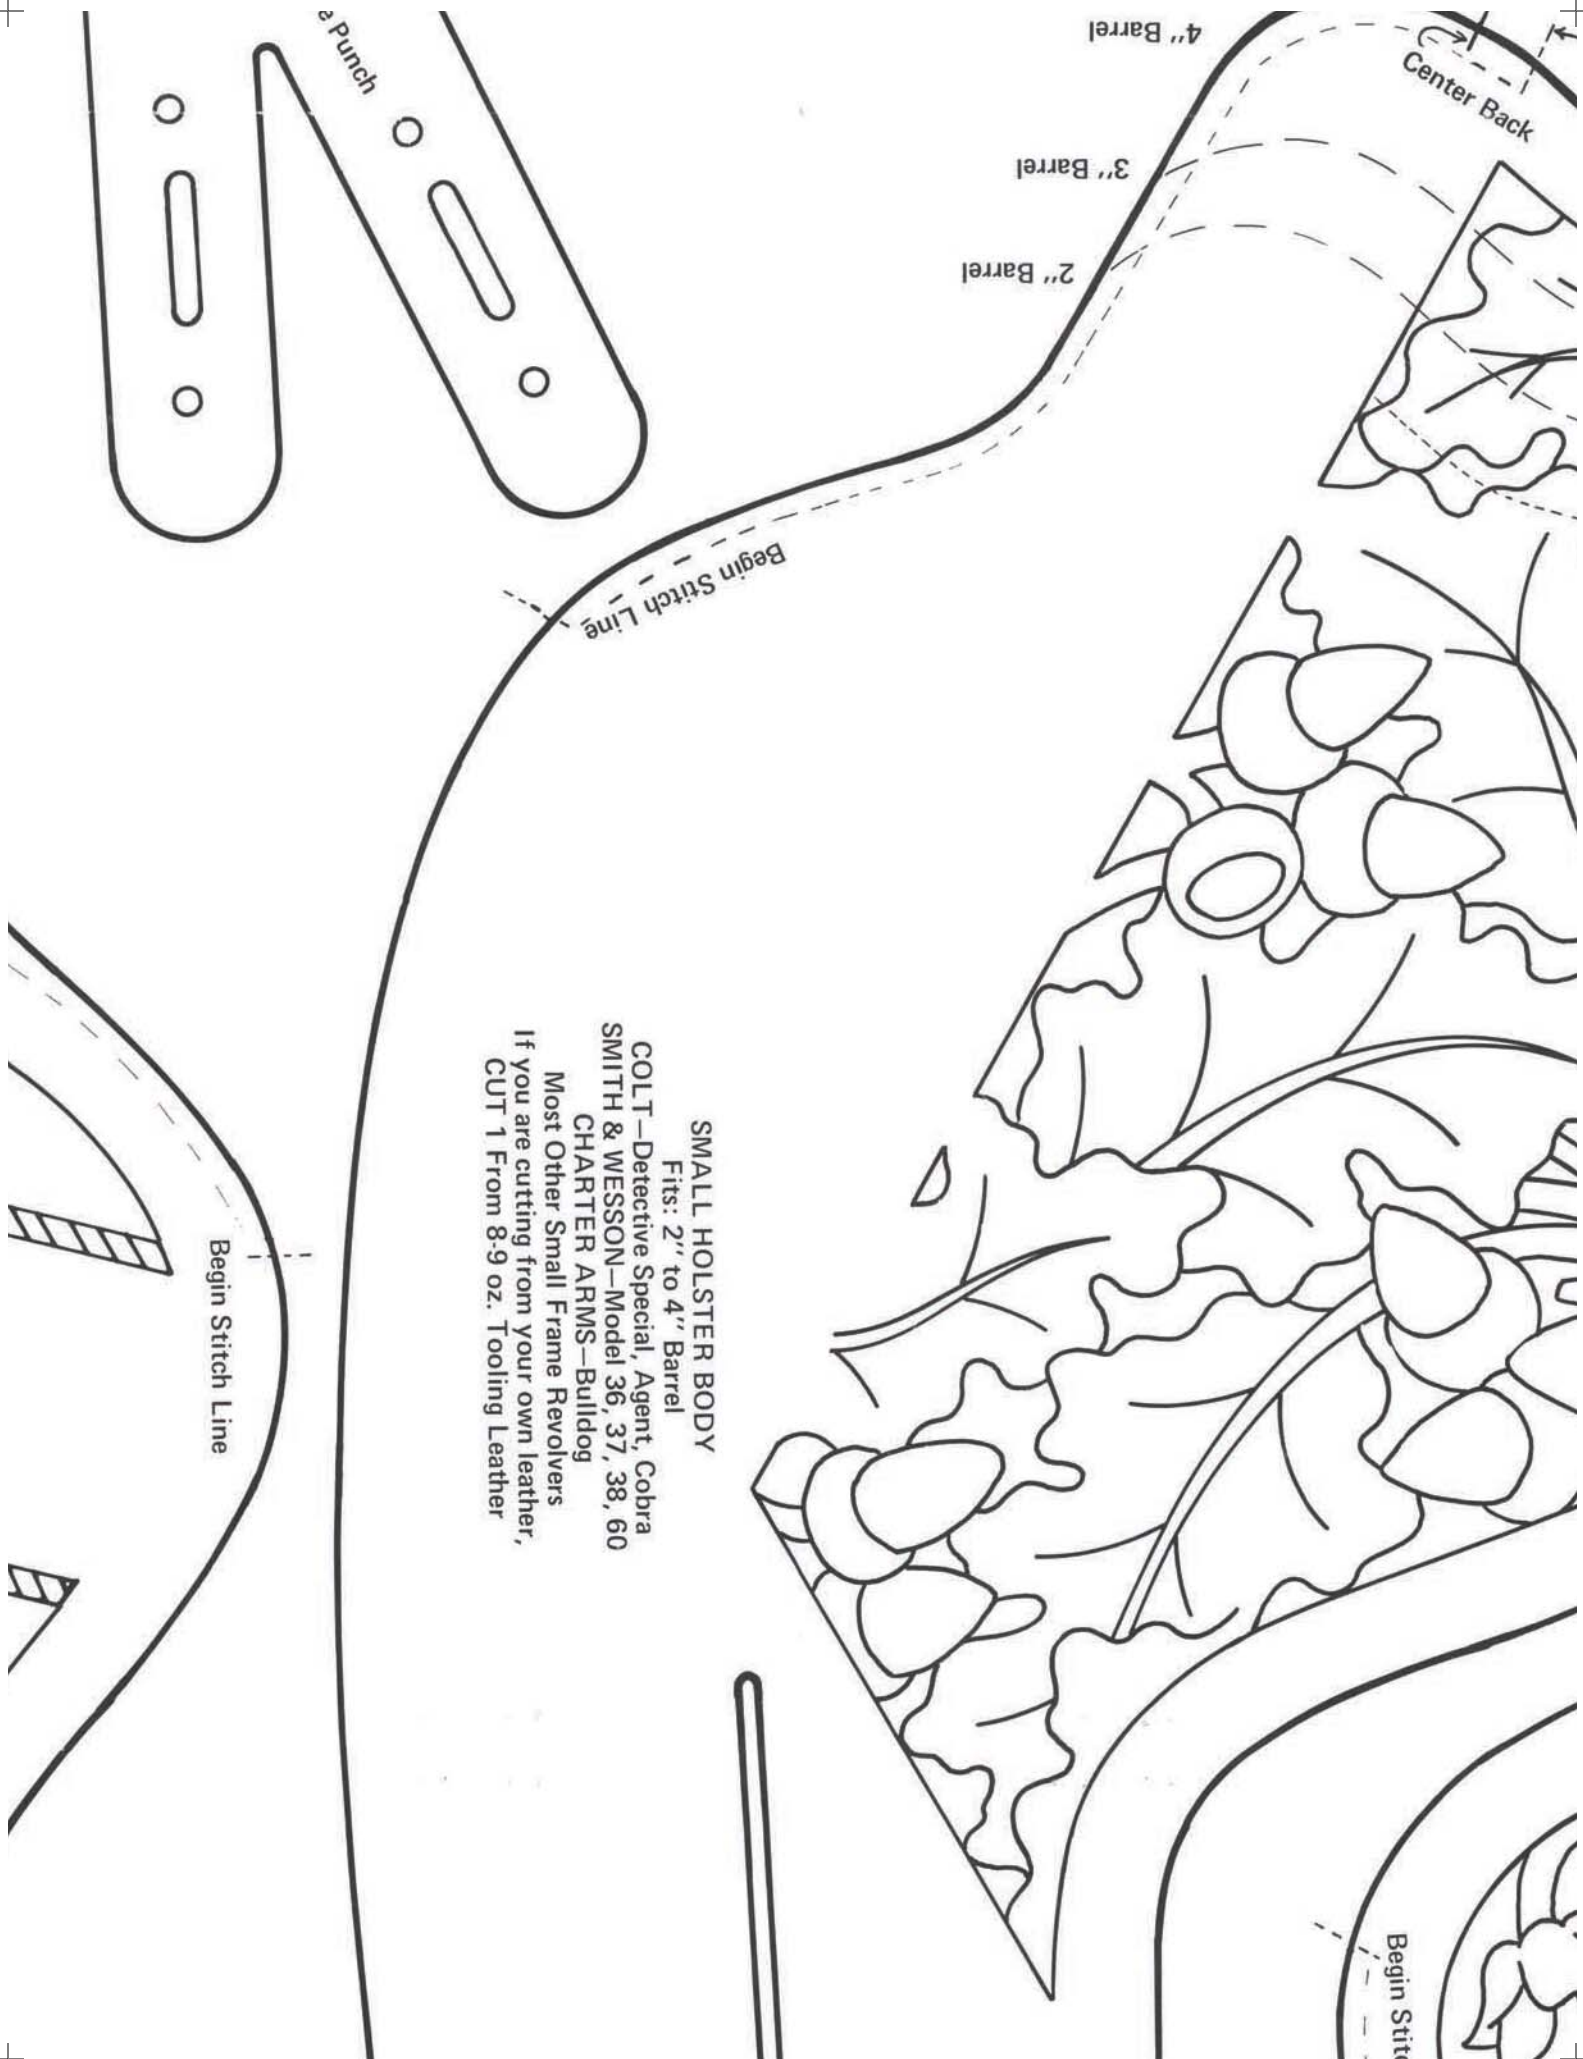 e Punch
4" Barrel
Center Back
3" Barrel
2" Barrel
Begin Stitch Line
SMALL HOLSTER BODY
Fits: 2" to 4" Barrel
COLT—Detective Special, Agent, Cobra
SMITH & WESSON—Model 36, 37, 38, 60
CHARTER ARMS—Bulldog
Most Other Small Frame Revolvers
If you are cutting from your own leather,
CUT 1 From 8-9 oz. Tooling Leather
Begin Stitch Line
Begin Stitc